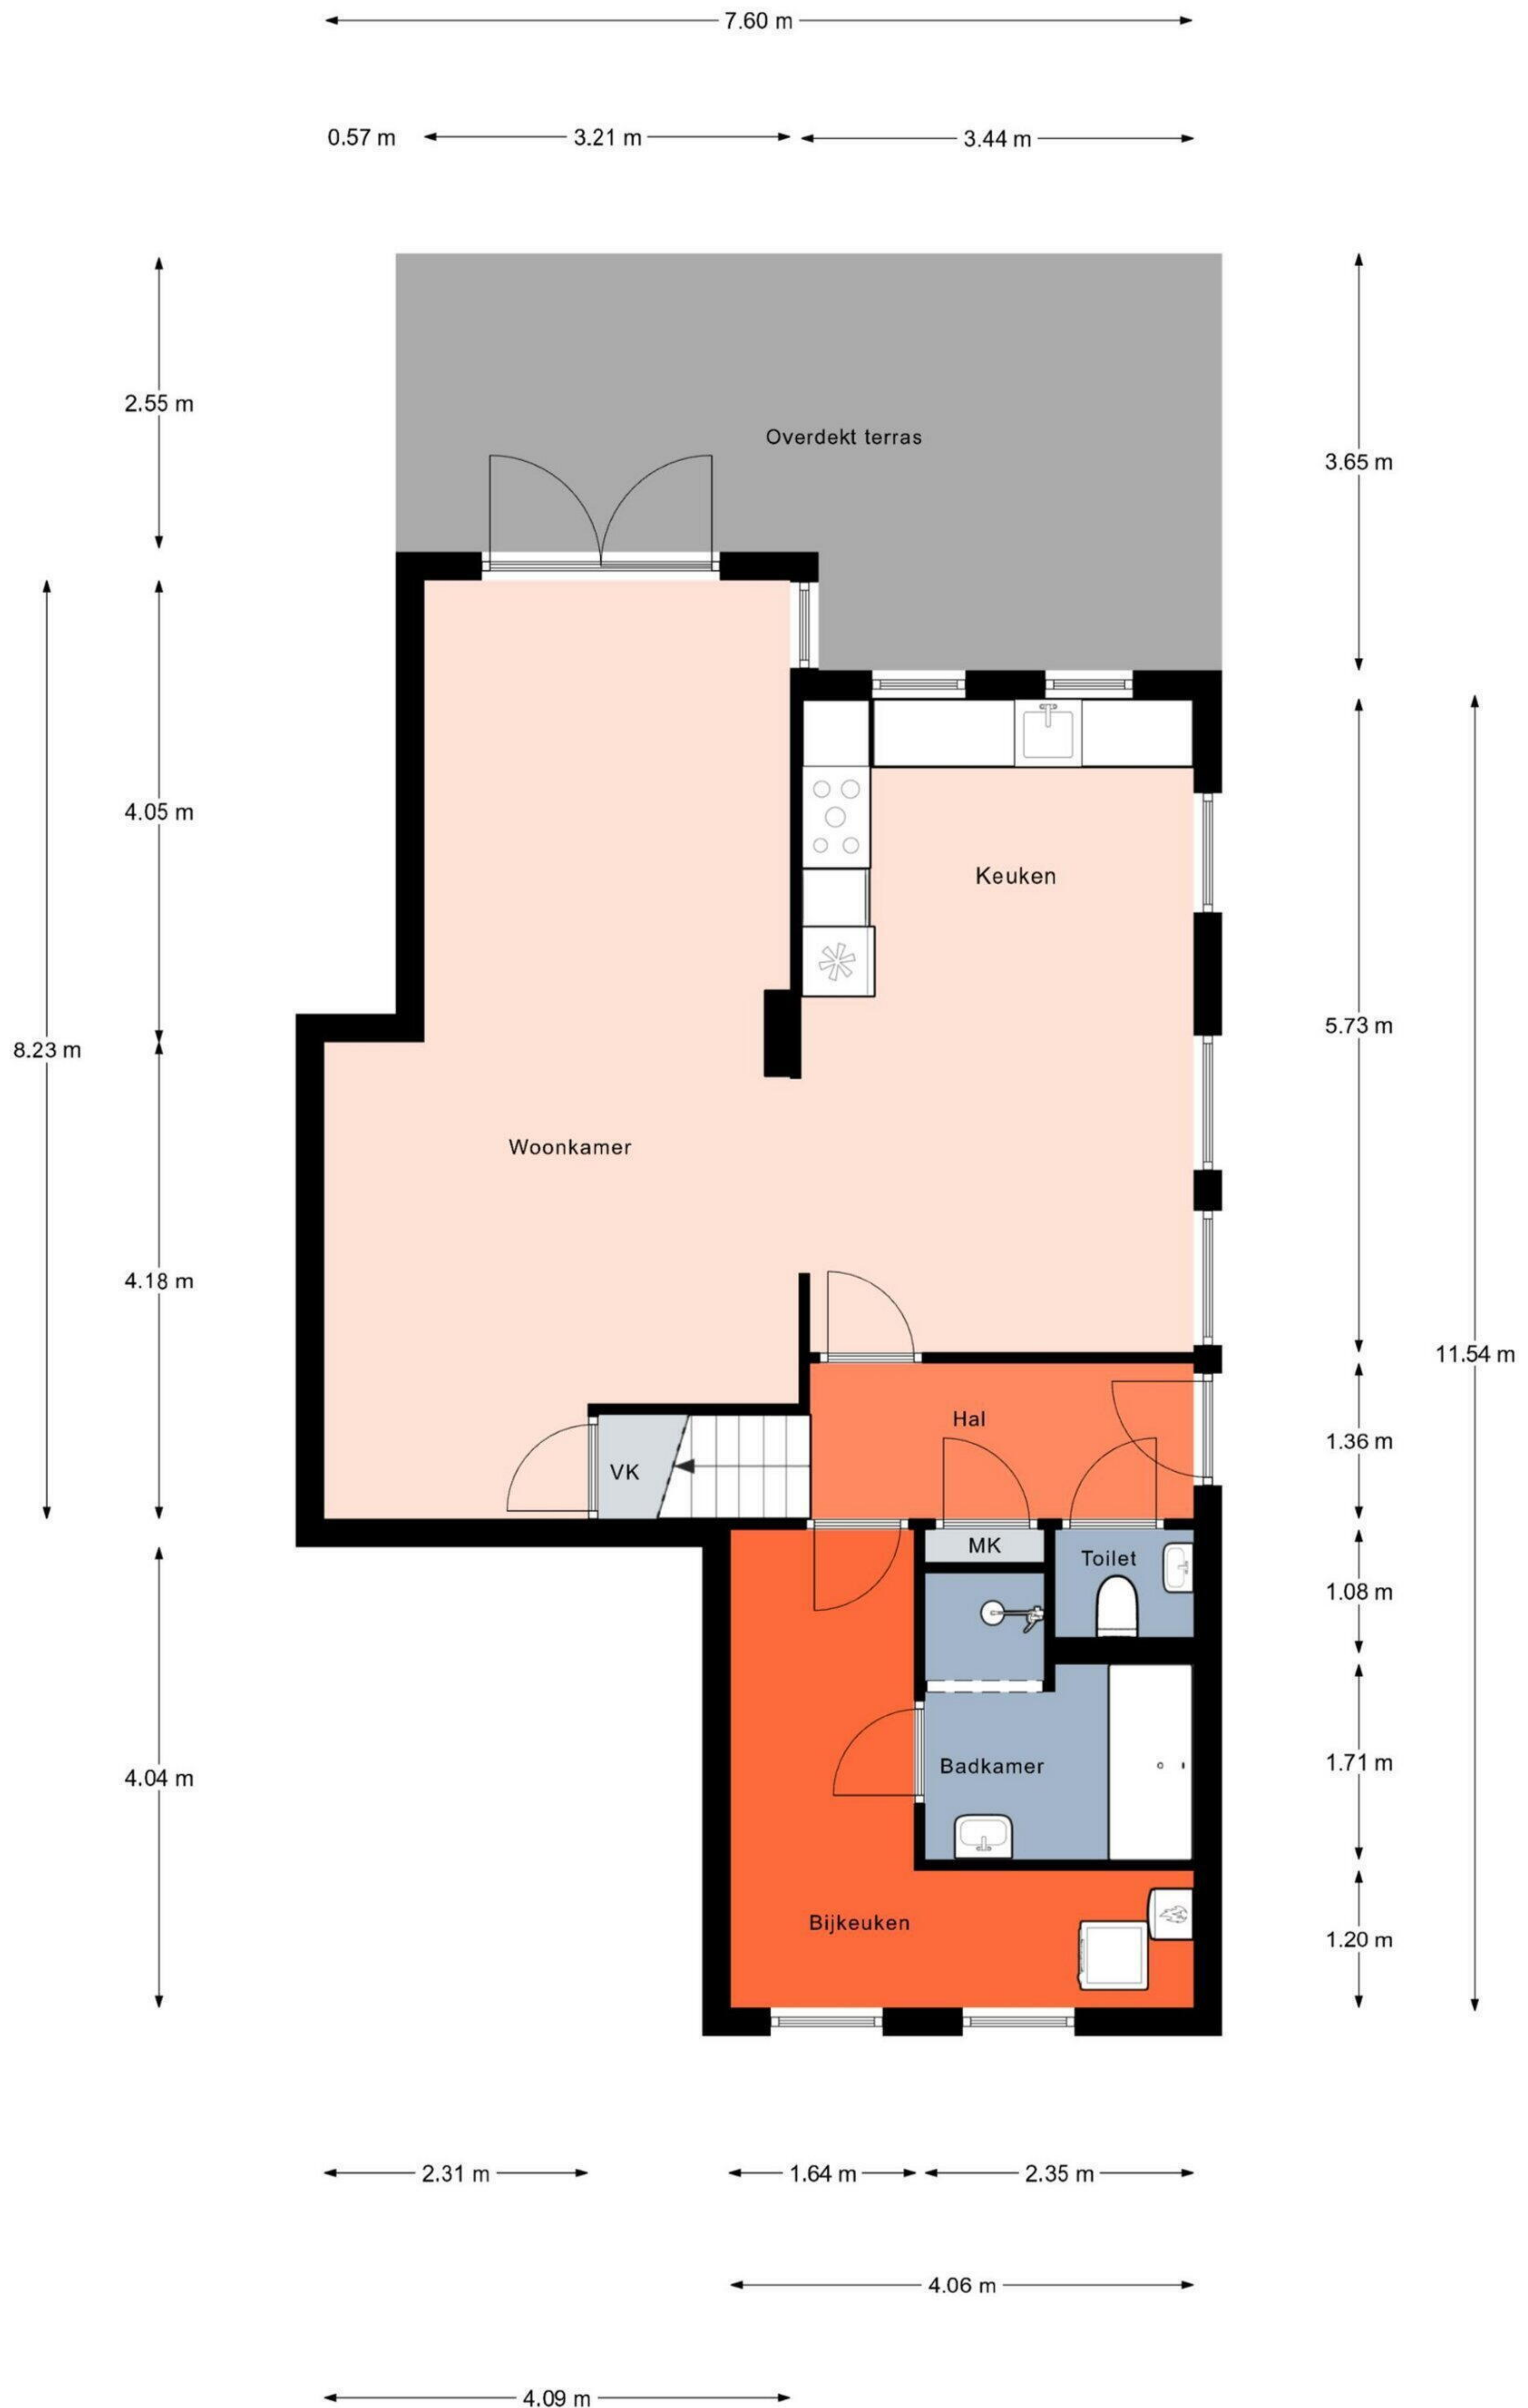 7.60 m
0.57 m
3.21 m
3.44 m
2.55 m
Overdekt terras
3.65 m
4.05 m
Keuken
8.23 m
5.73 m
Woonkamer
4.18 m
11.54 m
Hal
1.36 m
VK
MK
Toilet
1.08 m
4.04 m
Badkamer
1.71 m
Bijkeuken
1.20 m
2.31 m
1.64 m
2.35 m
4.06 m
4.09 m